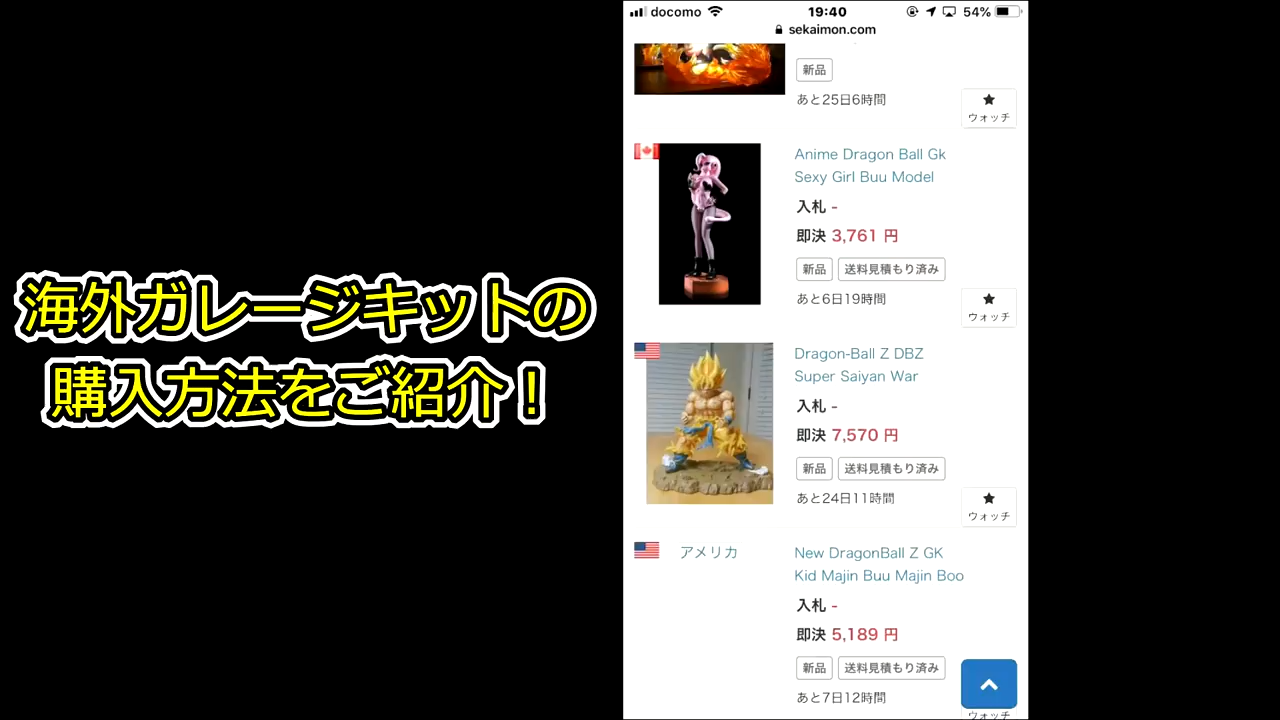 海外ガレージキットの
購入方法をご紹介！
docomo
19:40
54%
sekaimon.com
新品
あと25日6時間
ウォッチ
Anime Dragon Ball Gk
Sexy Girl Buu Model
入札 -
即決 3,761 円
新品 送料見積もり済み
あと6日19時間
ウォッチ
Dragon-Ball Z DBZ
Super Saiyan War
入札 -
即決 7,570 円
新品 送料見積もり済み
あと24日11時間
ウォッチ
アメリカ
New DragonBall Z GK
Kid Majin Buu Majin Boo
入札 -
即決 5,189 円
新品 送料見積もり済み
あと7日12時間
ウォッチ